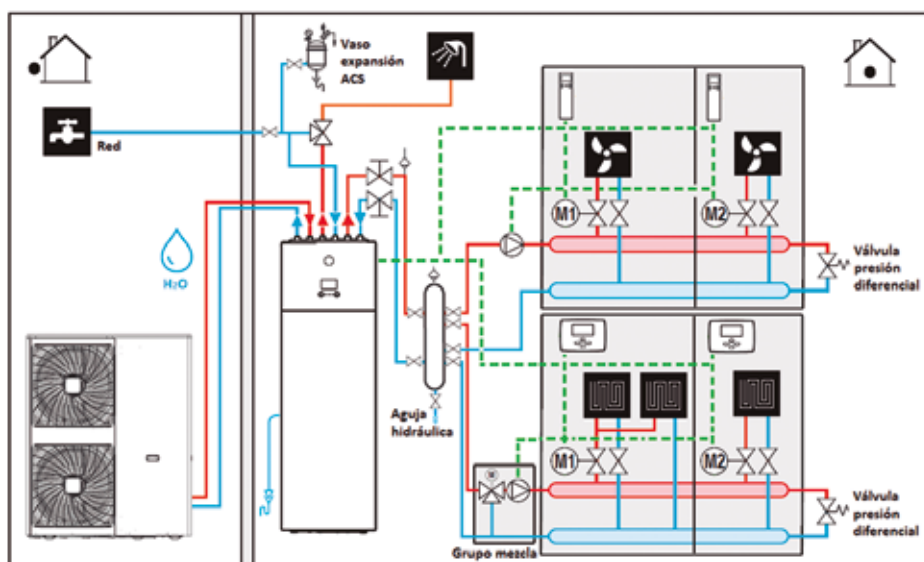 Vaso
expansión
ACS
Red
H₂O
M1
M2
Válvula
presión
diferencial
Aguja
hidráulica
M1
M2
Válvula
presión
diferencial
M
Grupo mezcla